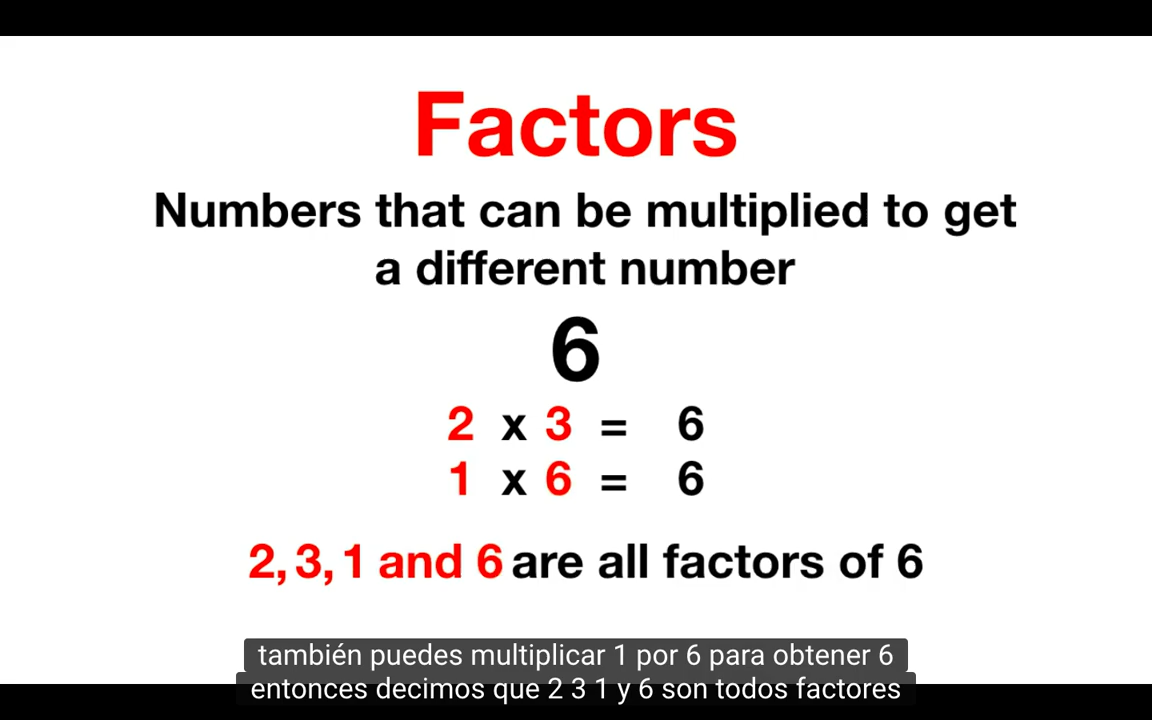 Factors
Numbers that can be multiplied to get
a different number
6
2 x 3 = 6
1 x 6 = 6
2, 3, 1 and 6 are all factors of 6
también puedes multiplicar 1 por 6 para obtener 6
entonces decimos que 2 3 1 y 6 son todos factores